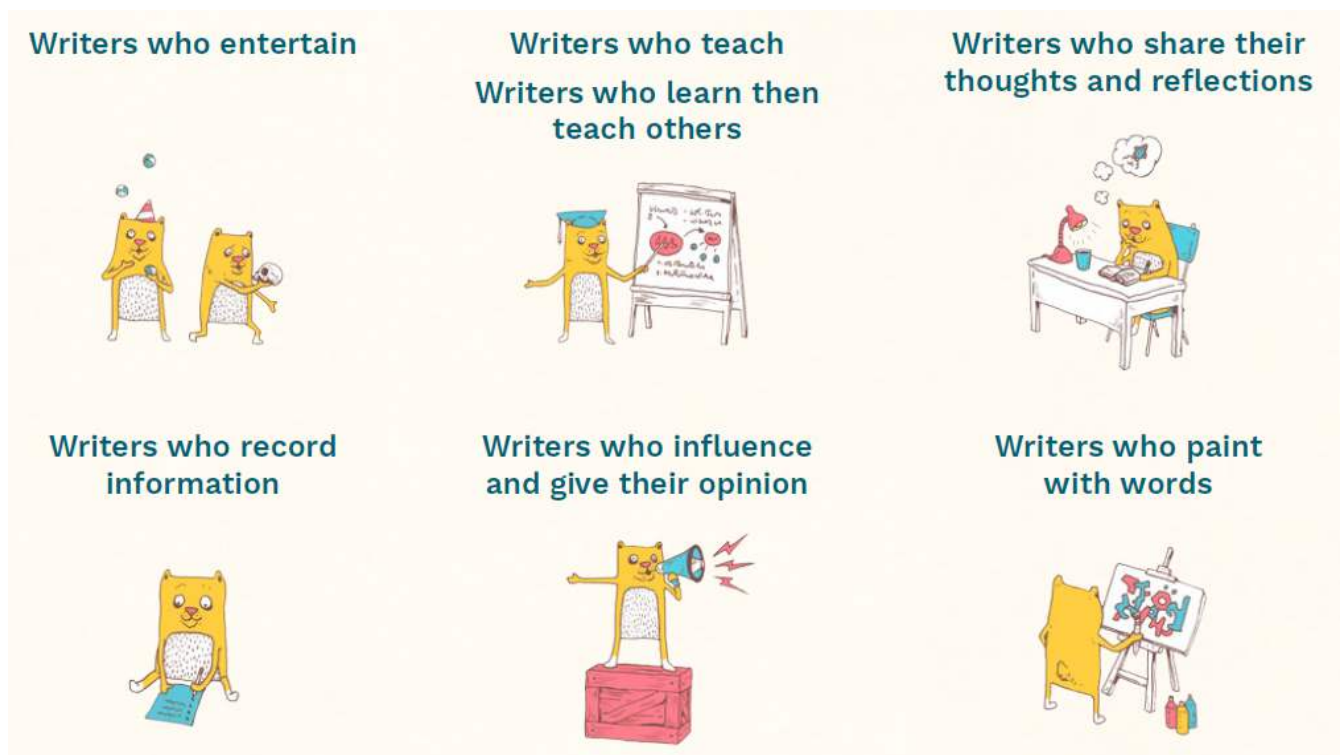 Writers who entertain
Writers who teach
Writers who learn then
teach others
Writers who share their
thoughts and reflections
Writers who record
information
Writers who influence
and give their opinion
Writers who paint
with words